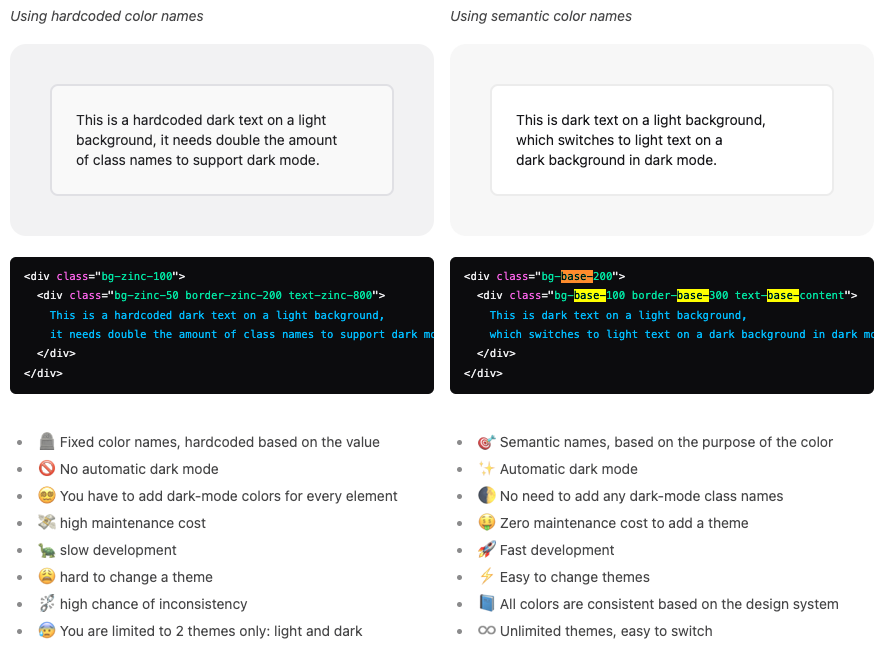 Using hardcoded color names
This is a hardcoded dark text on a light
background, it needs double the amount
of class names to support dark mode.
<div class="bg-zinc-100">
<div class="bg-zinc-50 border-zinc-200 text-zinc-800">
This is a hardcoded dark text on a light background,
it needs double the amount of class names to support dark mo
</div>
</div>
Fixed color names, hardcoded based on the value
No automatic dark mode
You have to add dark-mode colors for every element
high maintenance cost
slow development
hard to change a theme
high chance of inconsistency
You are limited to 2 themes only: light and dark
Using semantic color names
This is dark text on a light background,
which switches to light text on a
dark background in dark mode.
<div class="bg-base-200">
<div class="bg-base-100 border-base-300 text-base-content">
This is dark text on a light background,
which switches to light text on a dark background in dark mo
</div>
</div>
Semantic names, based on the purpose of the color
Automatic dark mode
No need to add any dark-mode class names
Zero maintenance cost to add a theme
Fast development
Easy to change themes
All colors are consistent based on the design system
Unlimited themes, easy to switch